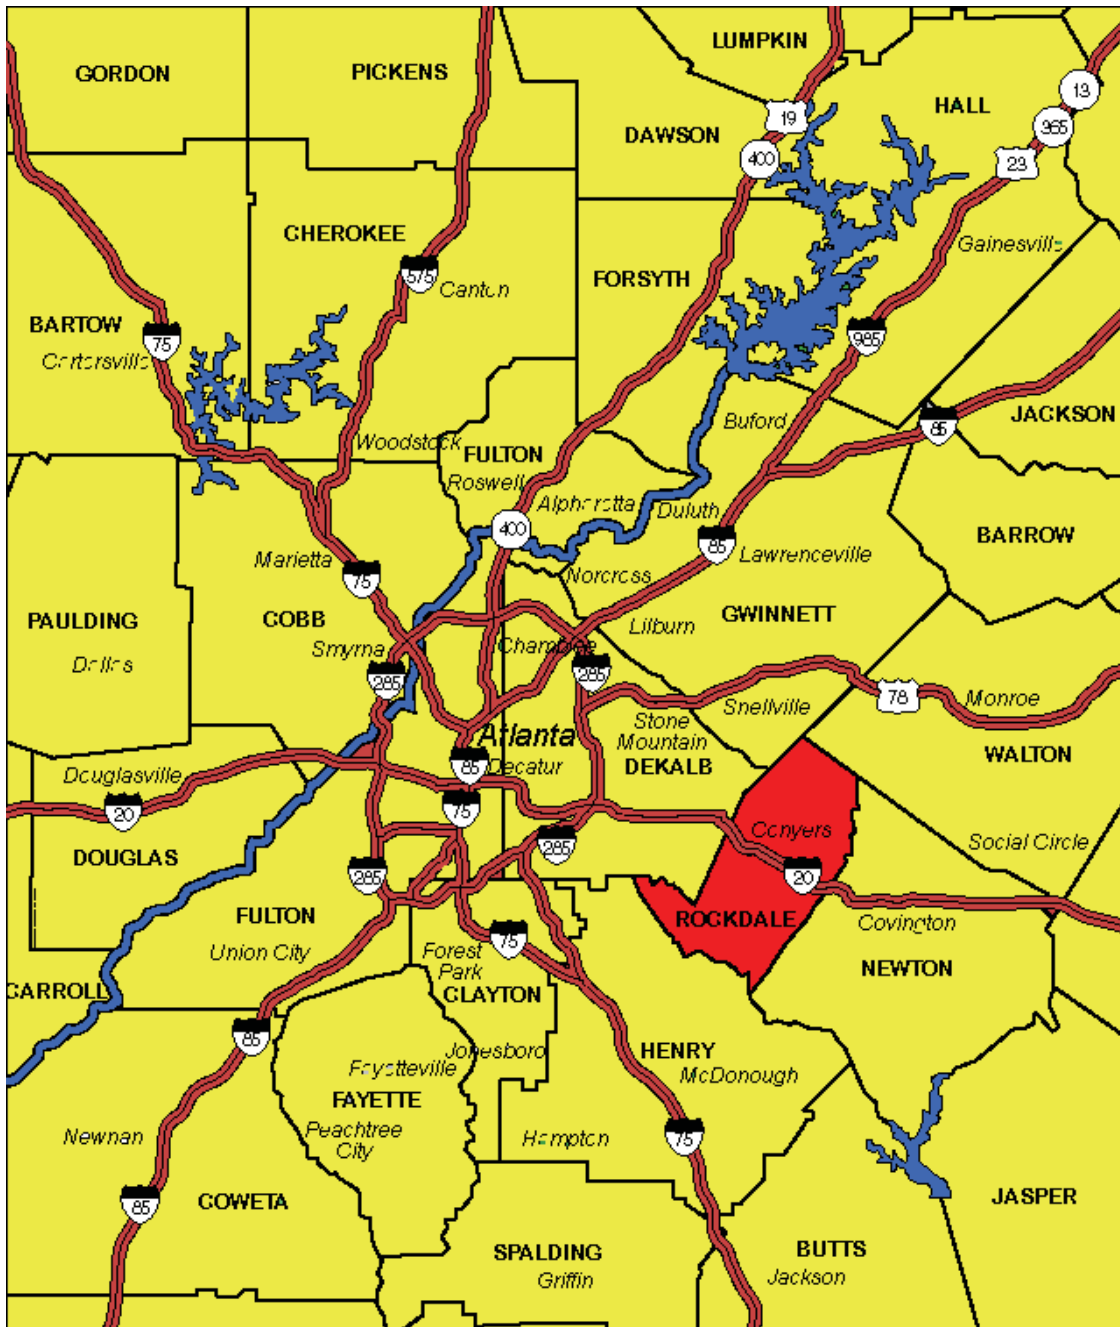 LUMPKIN
GORDON
PICKENS
13
HALL
19
365
DAWSON
400
23
CHEROKEE
Gainesville
575
FORSYTH
Canton
BARTOW
75
985
Cartersville
Buford
JACKSON
85
Woodstock
FULTON
Roswell
Alpharetta
Duluth
400
BARROW
85
Lawrenceville
Marietta
75
Norcross
PAULDING
COBB
GWINNETT
Lilburn
Smyrna
Chamblee
Dallas
285
285
78
Monroe
Snellville
Stone
Mountain
Atlanta
WALTON
85
Decatur
DEKALB
Douglasville
20
75
Conyers
DOUGLAS
285
Social Circle
285
20
FULTON
ROCKDALE
Covington
Union City
Forest
Park
75
NEWTON
CARROLL
CLAYTON
85
Jonesboro
HENRY
Fayetteville
McDonough
FAYETTE
Newnan
Peachtree
City
Hampton
75
85
COWETA
JASPER
SPALDING
BUTTS
Griffin
Jackson